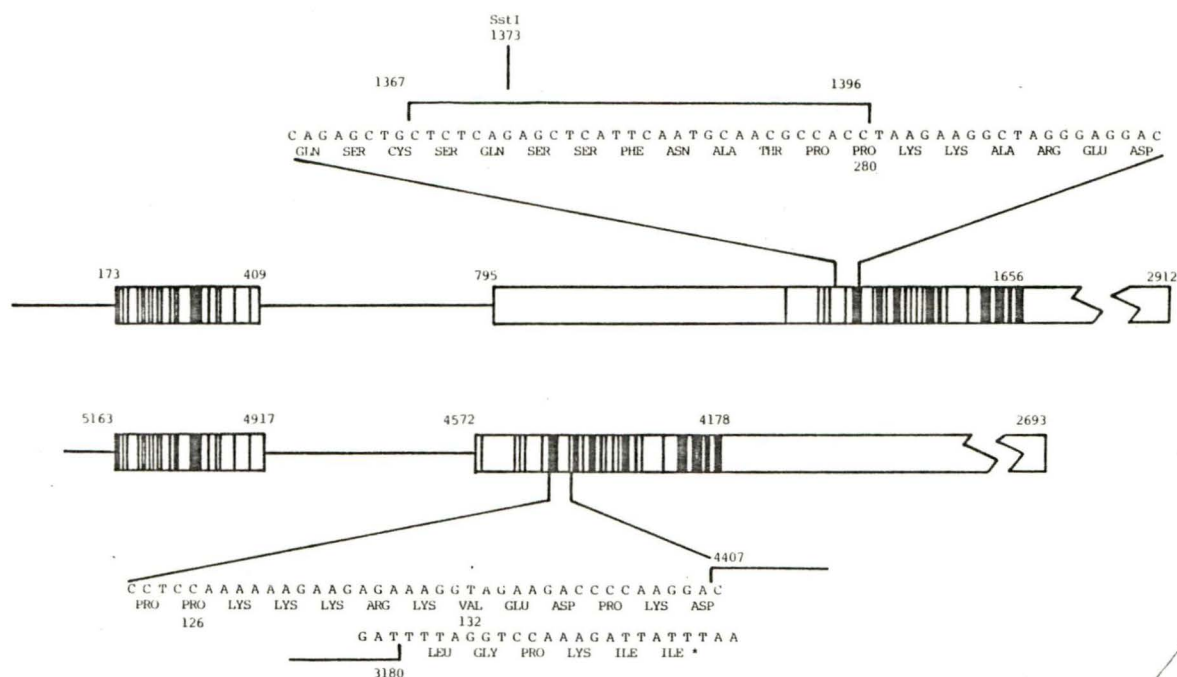 SstI
1373
1367 1396
C A G A G C T G C T C T C A G A G C T C A T T C A A T G C A A C G C C A C C T A A G A A G G C T A G G G A G G A C
GLN SER CYS SER GLN SER SER PHE ASN ALA THR PRO PRO LYS LYS ALA ARG GLU ASP
280
173 409 795 1656 2912
5163 4917 4572 4178 2693
4407
C C T C C A A A A A A G A A G A G A A A G G T A G A A G A C C C C A A G G A C
PRO PRO LYS LYS LYS ARG LYS VAL GLU ASP PRO LYS ASP
126 132
G A T T T T A G G T C C A A A G A T T A T T T A A
LEU GLY PRO LYS ILE ILE *
3180